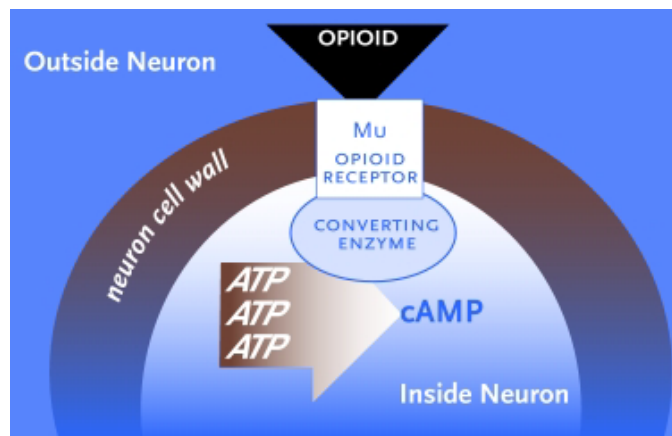 OPIOID
Outside Neuron
Mu
OPIOID
RECEPTOR
neuron cell wall
CONVERTING
ENZYME
ATP
ATP
ATP
cAMP
Inside Neuron